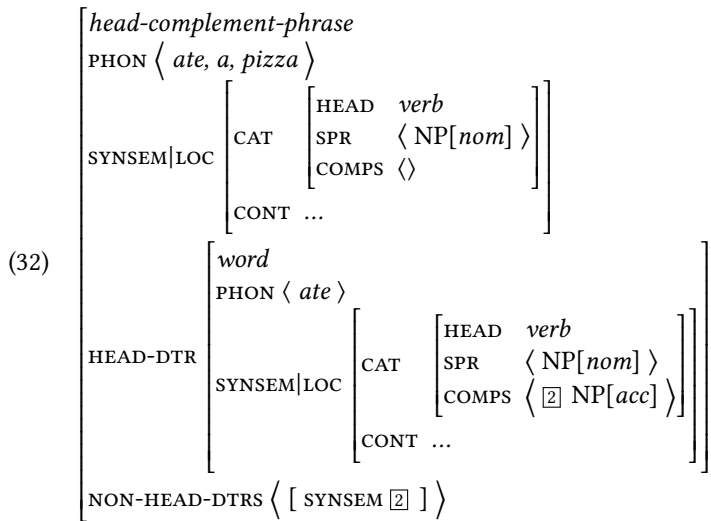 head-complement-phrase
PHON ⟨ ate, a, pizza ⟩
HEAD verb
SPR ⟨ NP[nom] ⟩
COMPS ⟨⟩
CAT
SYNSEM|LOC
CONT ...
(32)
word
PHON ⟨ ate ⟩
HEAD verb
SPR ⟨ NP[nom] ⟩
COMPS ⟨ 2 NP[acc] ⟩
CAT
HEAD-DTR
SYNSEM|LOC
CONT ...
NON-HEAD-DTRS ⟨ [ SYNSEM 2 ] ⟩